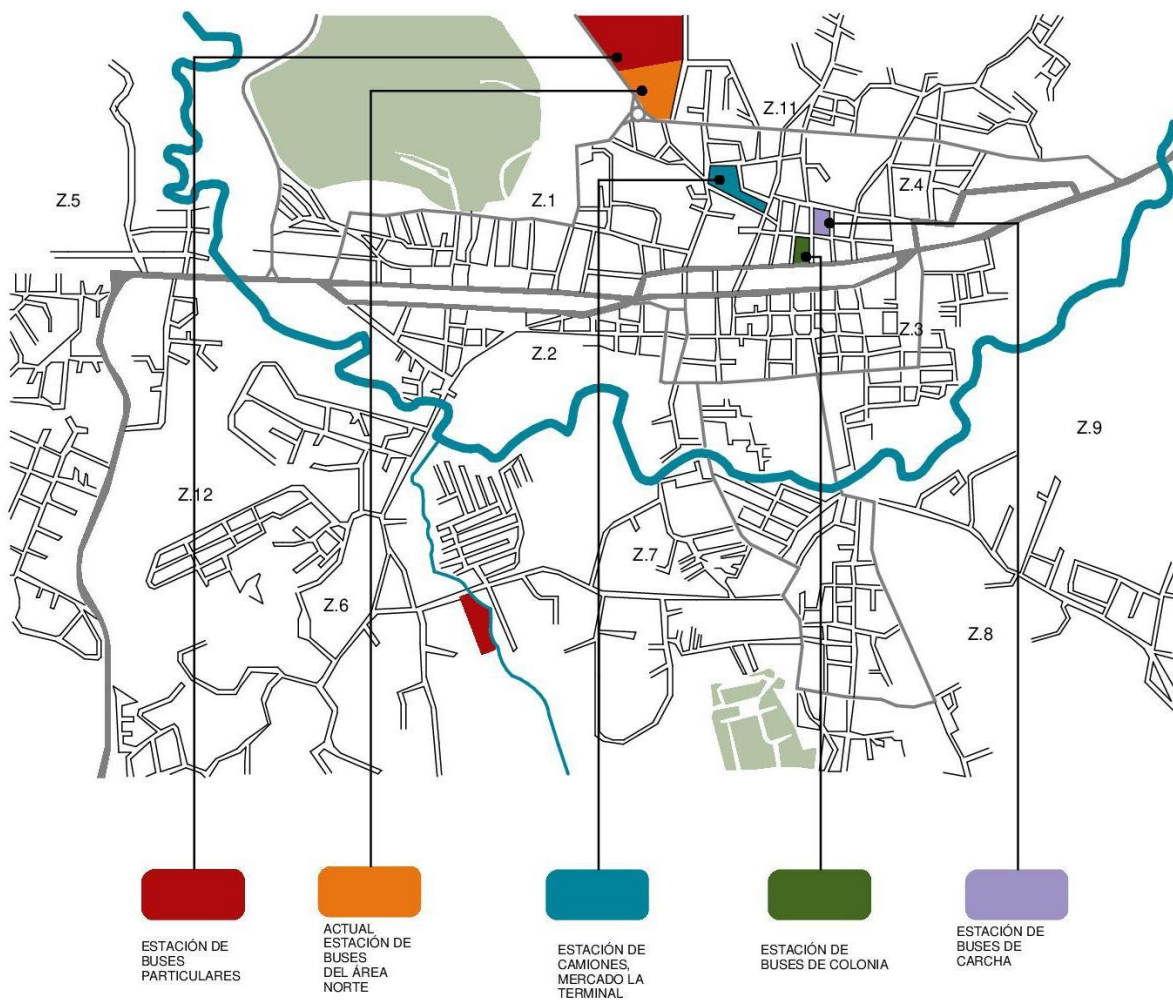 Z.11
Z.4
Z.5
Z.1
Z.3
Z.2
Z.9
Z.12
Z.7
Z.6
Z.8
ESTACIÓN DE
BUSES
PARTICULARES
ACTUAL
ESTACIÓN DE
BUSES
DEL ÁREA
NORTE
ESTACIÓN DE
CAMIONES,
MERCADO LA
TERMINAL
ESTACIÓN DE
BUSES DE COLONIA
ESTACIÓN DE
BUSES DE
CARCHA